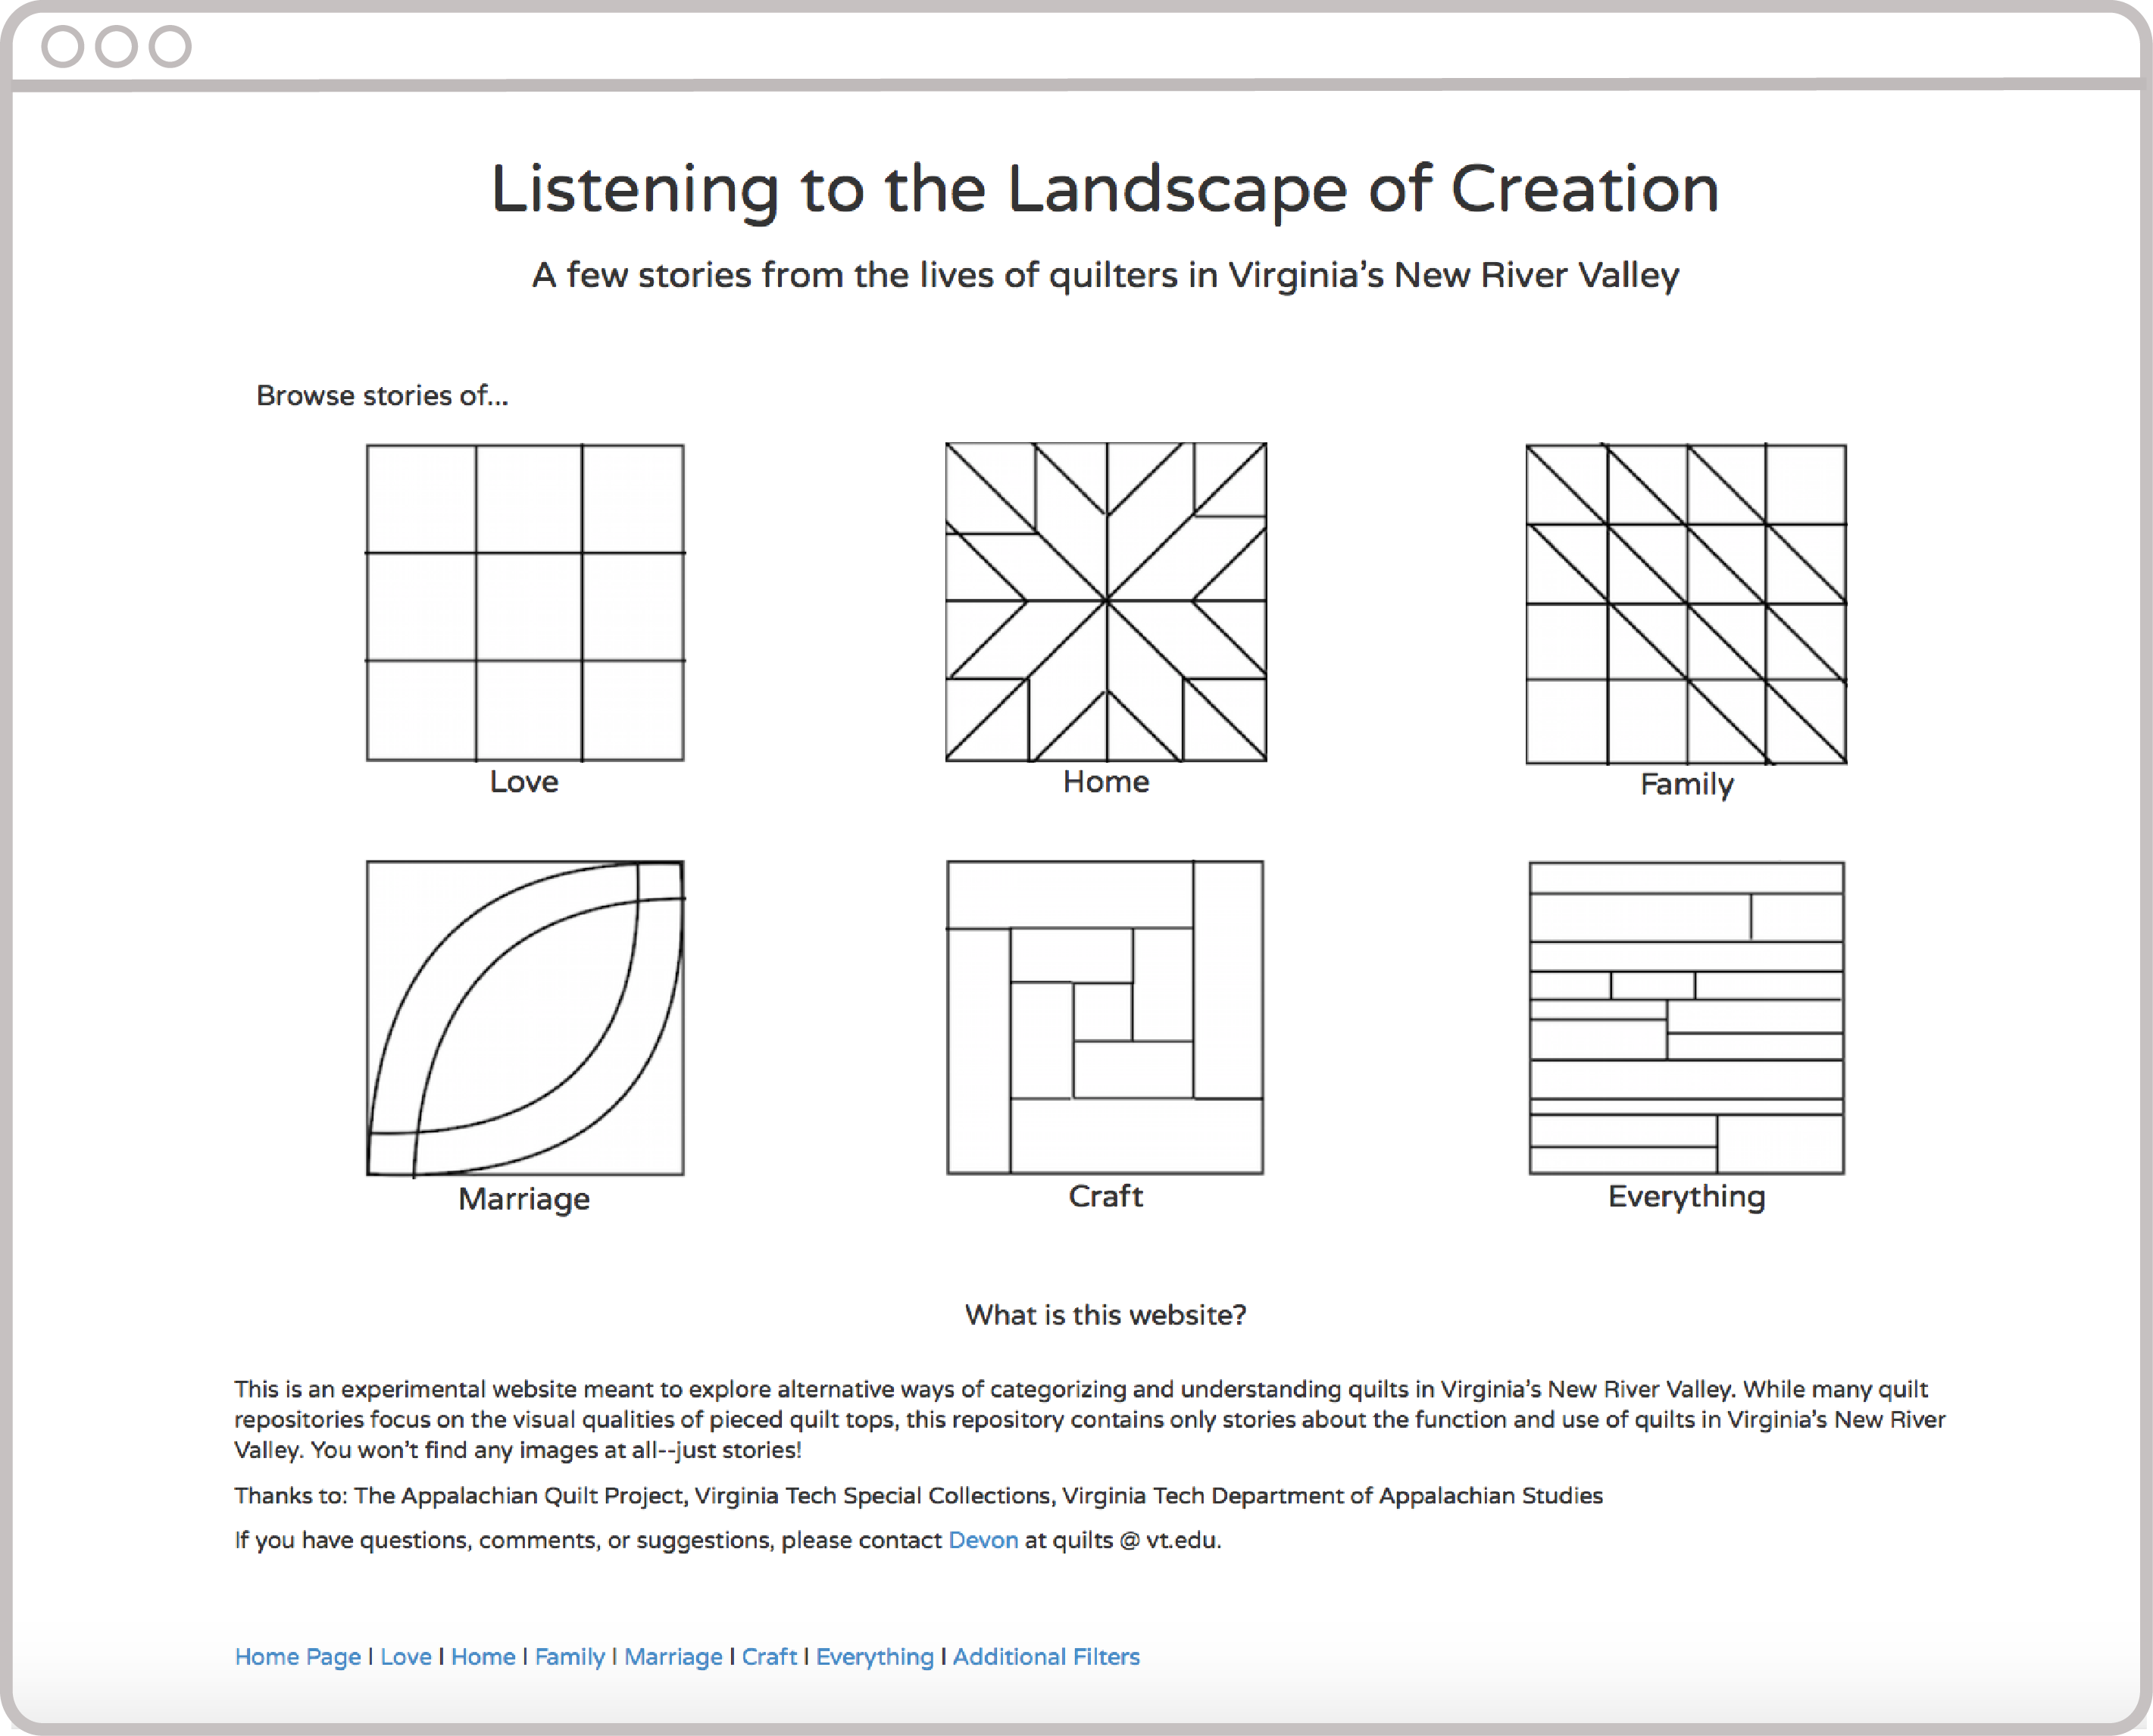 Listening to the Landscape of Creation
A few stories from the lives of quilters in Virginia's New River Valley
Browse stories of...
Love
Home
Family
Marriage
Craft
Everything
What is this website?
This is an experimental website meant to explore alternative ways of categorizing and understanding quilts in Virginia's New River Valley. While many quilt
repositories focus on the visual qualities of pieced quilt tops, this repository contains only stories about the function and use of quilts in Virginia's New River
Valley. You won't find any images at all--just stories!
Thanks to: The Appalachian Quilt Project, Virginia Tech Special Collections, Virginia Tech Department of Appalachian Studies
If you have questions, comments, or suggestions, please contact Devon at quilts @ vt.edu.
Home Page | Love | Home | Family | Marriage | Craft | Everything | Additional Filters